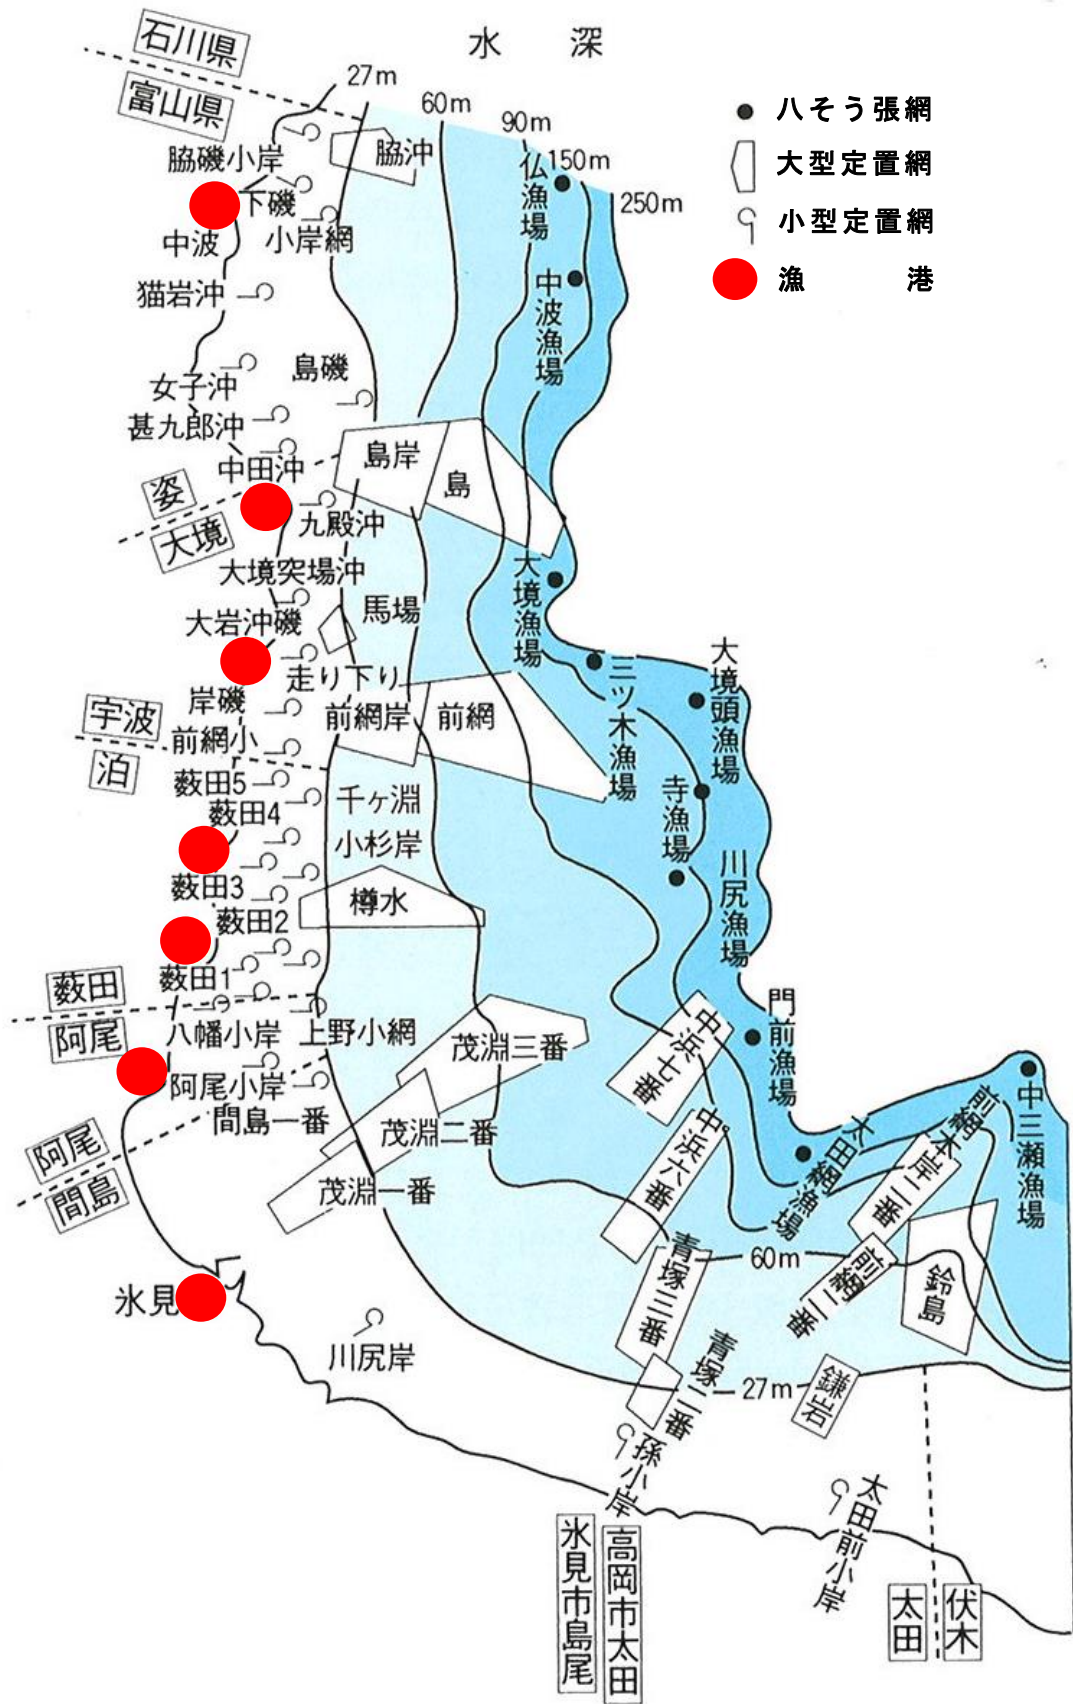 水深
石川県
富山県
27m
60m
90m
150m
250m
八そう張網
大型定置網
小型定置網
漁港
脇沖
仏漁場
脇磯小岸
下磯
中波
小岸網
猫岩沖
中波漁場
島磯
女子沖
甚九郎沖
中田沖
島岸
島
姿
大境
九殿沖
大境突場沖
大境漁場
馬場
大岩沖磯
走り下り
三ツ木漁場
大境頭漁場
岸磯
前網岸
前網
宇波
泊
前網小
薮田5
薮田4
千ヶ淵
寺漁場
小杉岸
川尻漁場
薮田3
樽水
薮田2
薮田1
薮田
阿尾
八幡小岸
上野小網
茂淵三番
中浜七番
門前漁場
阿尾小岸
間島一番
茂淵二番
中浜六番
太田網漁場
前網本岸二番
中三瀬漁場
阿尾
間島
茂淵一番
青塚三番
60m
前網二番
鈴島
氷見
川尻岸
青塚二番
27m
鎌岩
孫小岸
太田前小岸
氷見市島尾
高岡市太田
太田
伏木